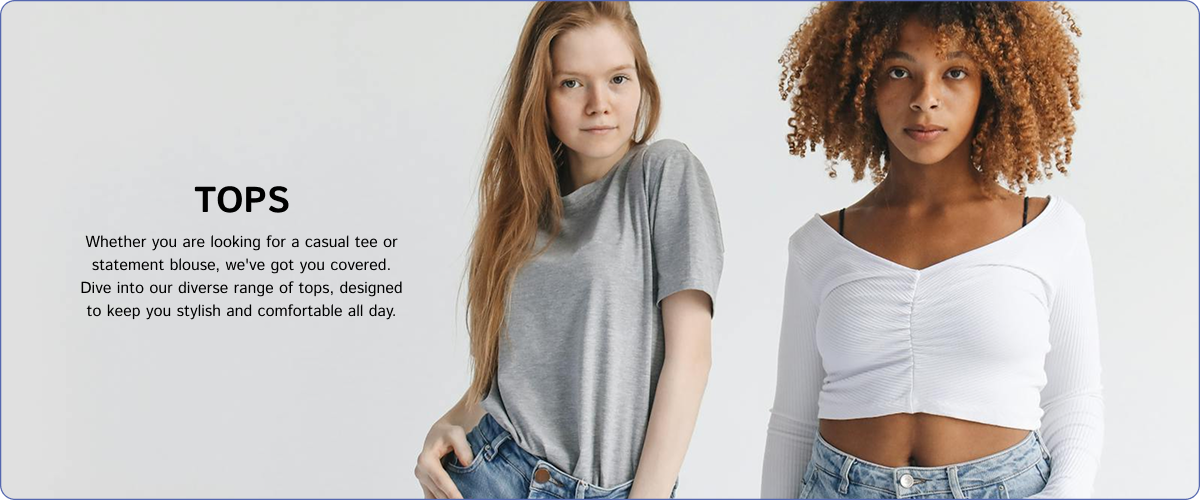 TOPS
Whether you are looking for a casual tee or
statement blouse, we've got you covered.
Dive into our diverse range of tops, designed
to keep you stylish and comfortable all day.